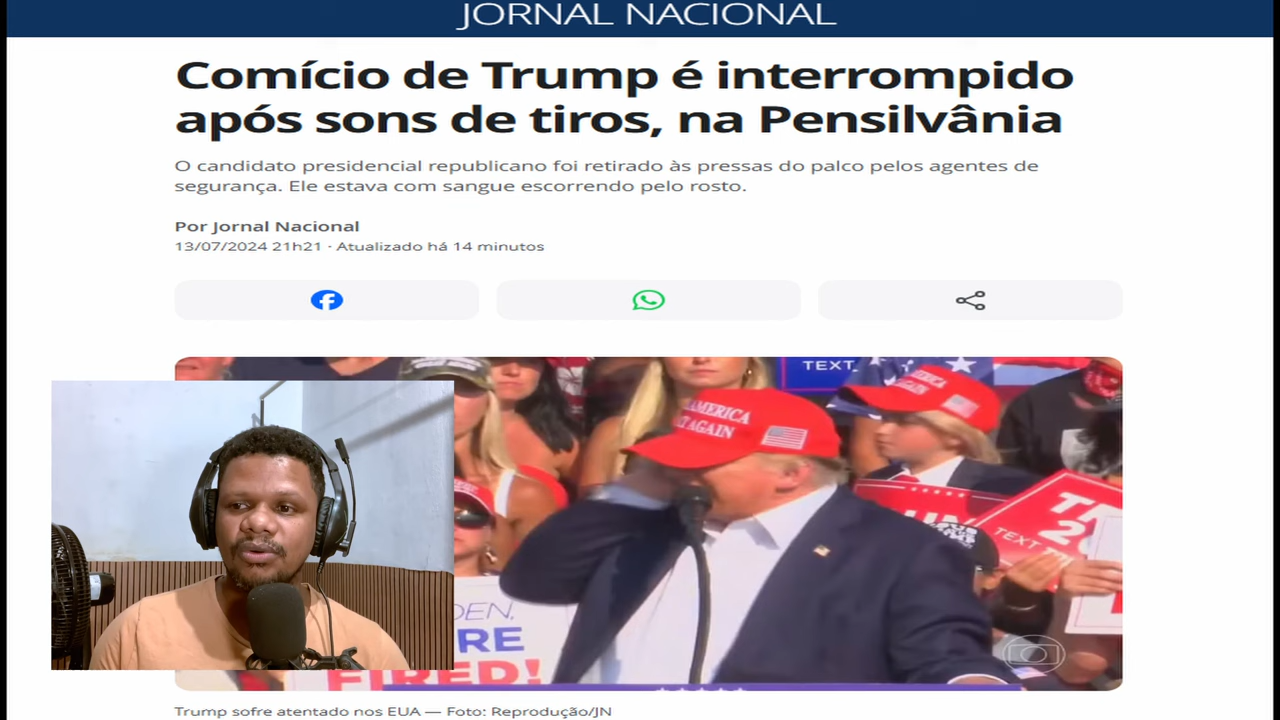 JORNAL NACIONAL
Comício de Trump é interrompido
após sons de tiros, na Pensilvânia
O candidato presidencial republicano foi retirado às pressas do palco pelos agentes de
segurança. Ele estava com sangue escorrendo pelo rosto.
Por Jornal Nacional
13/07/2024 21h21 · Atualizado há 14 minutos
TEXT
AMERICA
AGAIN
AMERICA
AGAIN
TEXT
DEN,
RE
FIRED!
Trump sofre atentado nos EUA — Foto: Reprodução/JN